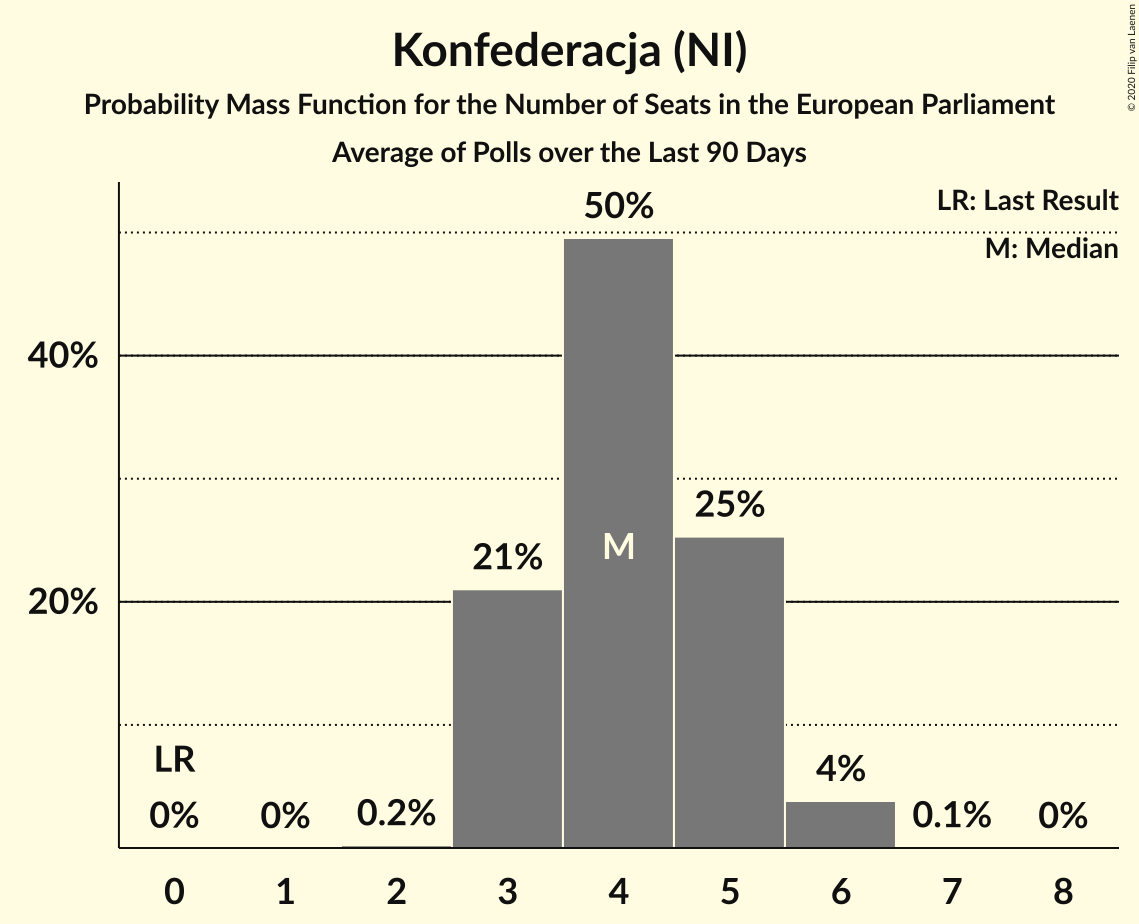 Konfederacja (NI)
Probability Mass Function for the Number of Seats in the European Parliament
Average of Polls over the Last 90 Days
© 2020 Filip van Laenen
LR: Last Result
M: Median
50%
40%
25%
M
21%
20%
LR
4%
0% 0% 0.2% 0.1% 0%
0 1 2 3 4 5 6 7 8